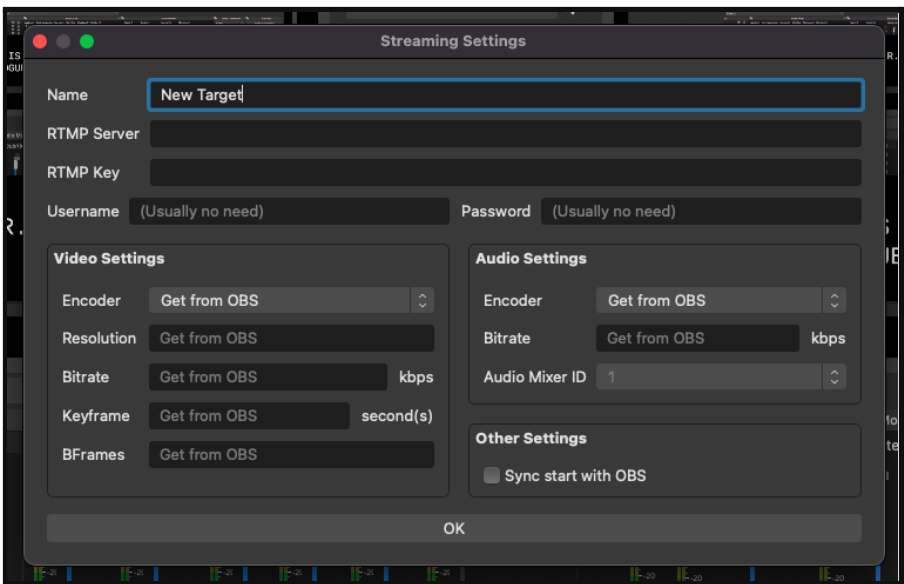 Streaming Settings
Name New Target
RTMP Server
RTMP Key
Username (Usually no need) Password (Usually no need)
Video Settings
Encoder Get from OBS
Resolution Get from OBS
Bitrate Get from OBS kbps
Keyframe Get from OBS second(s)
BFrames Get from OBS
Audio Settings
Encoder Get from OBS
Bitrate Get from OBS kbps
Audio Mixer ID 1
Other Settings
Sync start with OBS
OK